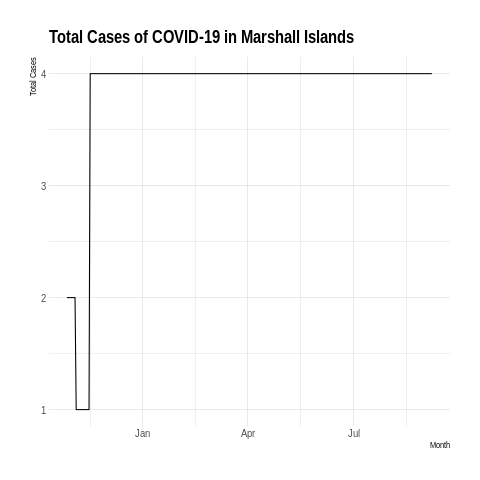 Total Cases of COVID-19 in Marshall Islands
Total Cases
4
3
2
1
Jan Apr Jul
Month